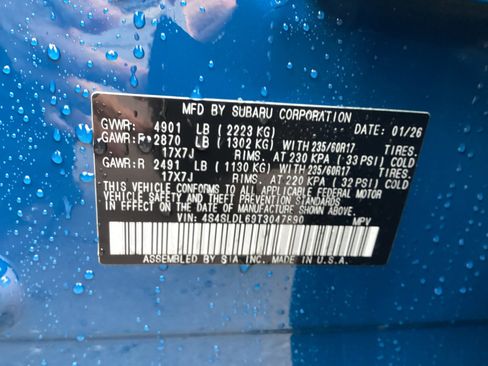 MFD BY SUBARU CORPORATION
GVWR: 4901 LB ( 2223 KG) DATE: 01/26
GAWR:F 2870 LB ( 1302 KG) WITH 235/60R17 TIRES,
17X7J RIMS, AT 230 KPA ( 33 PSI) COLD
GAWR:R 2491 LB ( 1130 KG) WITH 235/60R17 TIRES,
17X7J RIMS, AT 220 KPA ( 32 PSI) COLD
THIS VEHICLE CONFORMS TO ALL APPLICABLE FEDERAL MOTOR
VEHICLE SAFETY AND THEFT PREVENTION STANDARDS
IN EFFECT ON THE DATE OF MANUFACTURE SHOWN ABOVE.
VIN: 4S4SLDL69T3047890 MPV
ASSEMBLED BY SIA INC. MADE IN U.S.A.